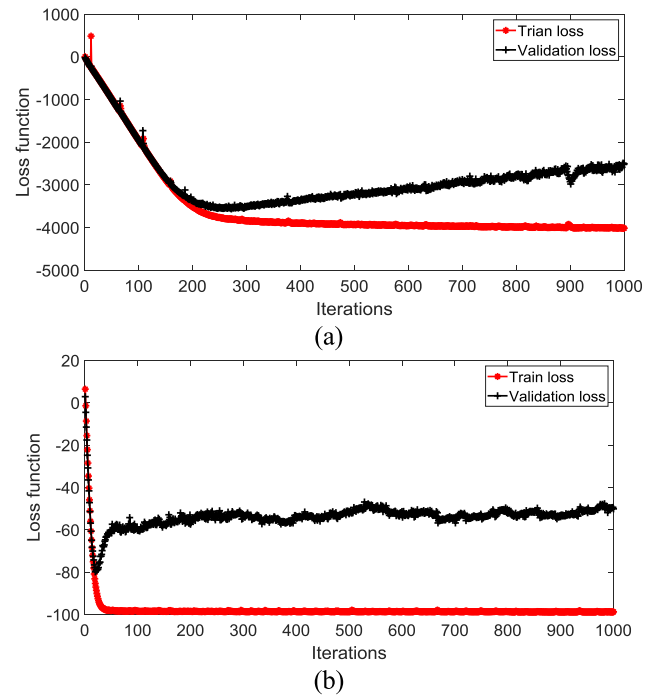 1000
0
-1000
-2000
-3000
-4000
-5000
Loss function
Trian loss
Validation loss
0 100 200 300 400 500 600 700 800 900 1000
Iterations
(a)
20
0
-20
-40
-60
-80
-100
Loss function
Train loss
Validation loss
0 100 200 300 400 500 600 700 800 900 1000
Iterations
(b)